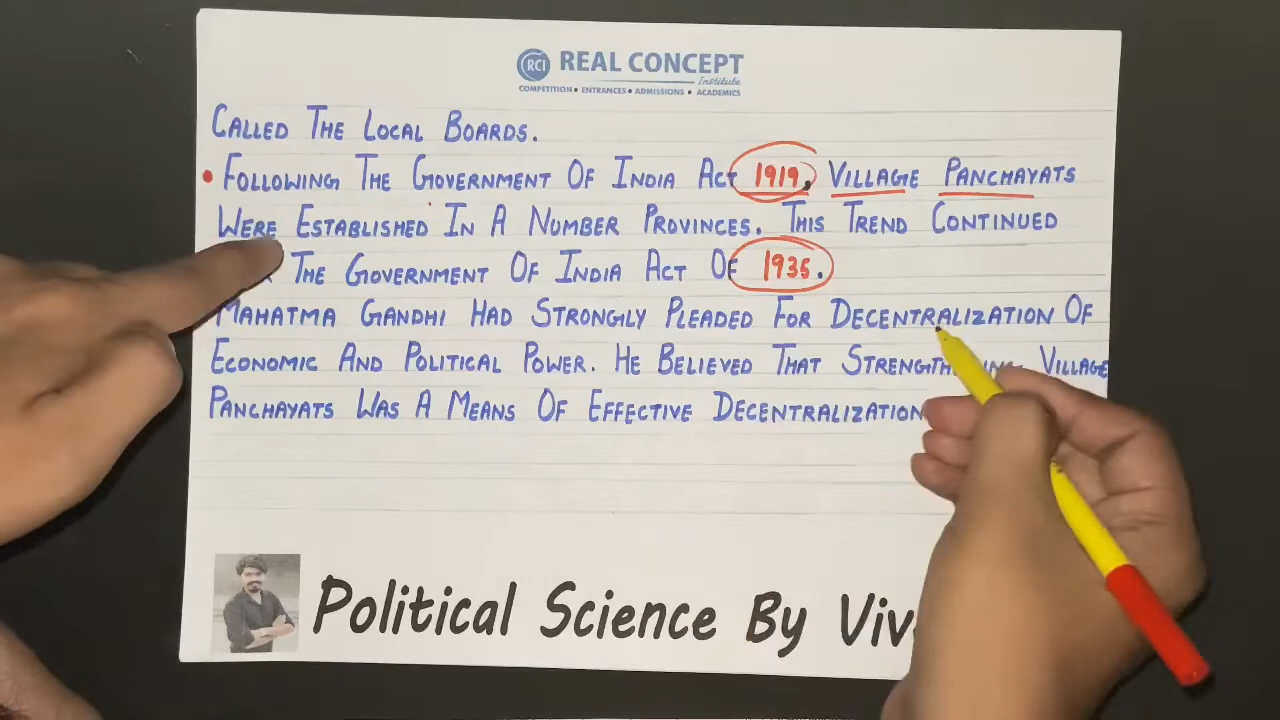 RCI REAL CONCEPT
Institute
COMPETITION • ENTRANCES • ADMISSIONS • ACADEMICS
CALLED THE LOCAL BOARDS.
• FOLLOWING THE GOVERNMENT OF INDIA ACT 1919, VILLAGE PANCHAYATS
WERE ESTABLISHED IN A NUMBER PROVINCES. THIS TREND CONTINUED
THE GOVERNMENT OF INDIA ACT OF 1935.
MAHATMA GANDHI HAD STRONGLY PLEADED FOR DECENTRALIZATION OF
ECONOMIC AND POLITICAL POWER. HE BELIEVED THAT VILLAGE
PANCHAYATS WAS A MEANS OF EFFECTIVE DECENTRALIZATION
Political Science By